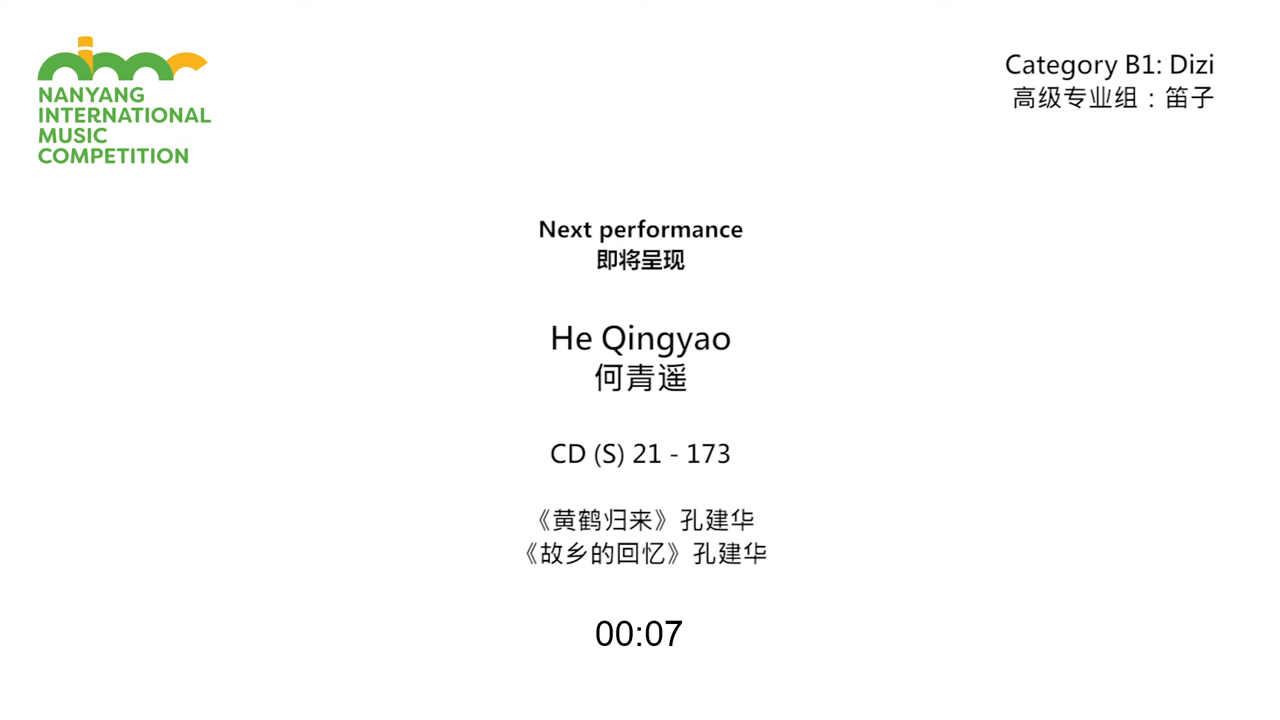 nimc
NANYANG
INTERNATIONAL
MUSIC
COMPETITION
Category B1: Dizi
高级专业组：笛子
Next performance
即将呈现
He Qingyao
何青遥
CD (S) 21 - 173
《黄鹤归来》孔建华
《故乡的回忆》孔建华
00:07